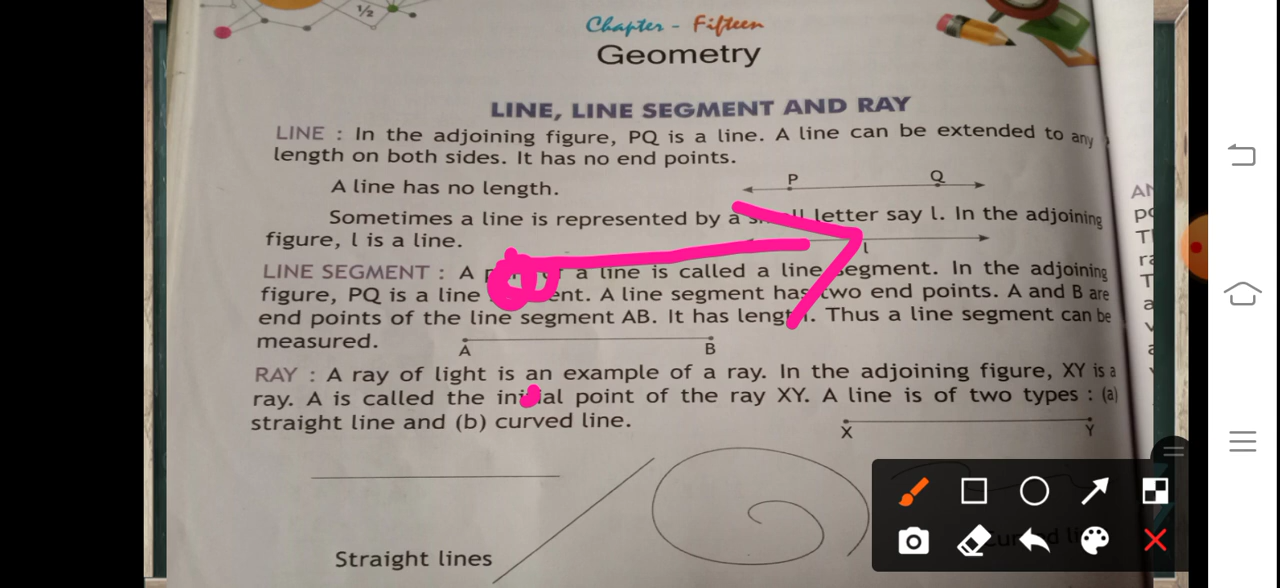 1/2
Chapter - Fifteen
Geometry
LINE, LINE SEGMENT AND RAY
LINE : In the adjoining figure, PQ is a line. A line can be extended to any
length on both sides. It has no end points.
A line has no length.
P Q
Sometimes a line is represented by a letter say l. In the adjoining
figure, l is a line.
l
LINE SEGMENT : A a line is called a line segment. In the adjoining
figure, PQ is a line A line segment has two end points. A and B are
end points of the line segment AB. It has length. Thus a line segment can be
measured.
A B
RAY : A ray of light is an example of a ray. In the adjoining figure, XY is a
ray. A is called the initial point of the ray XY. A line is of two types : (a)
straight line and (b) curved line.
X Y
Straight lines